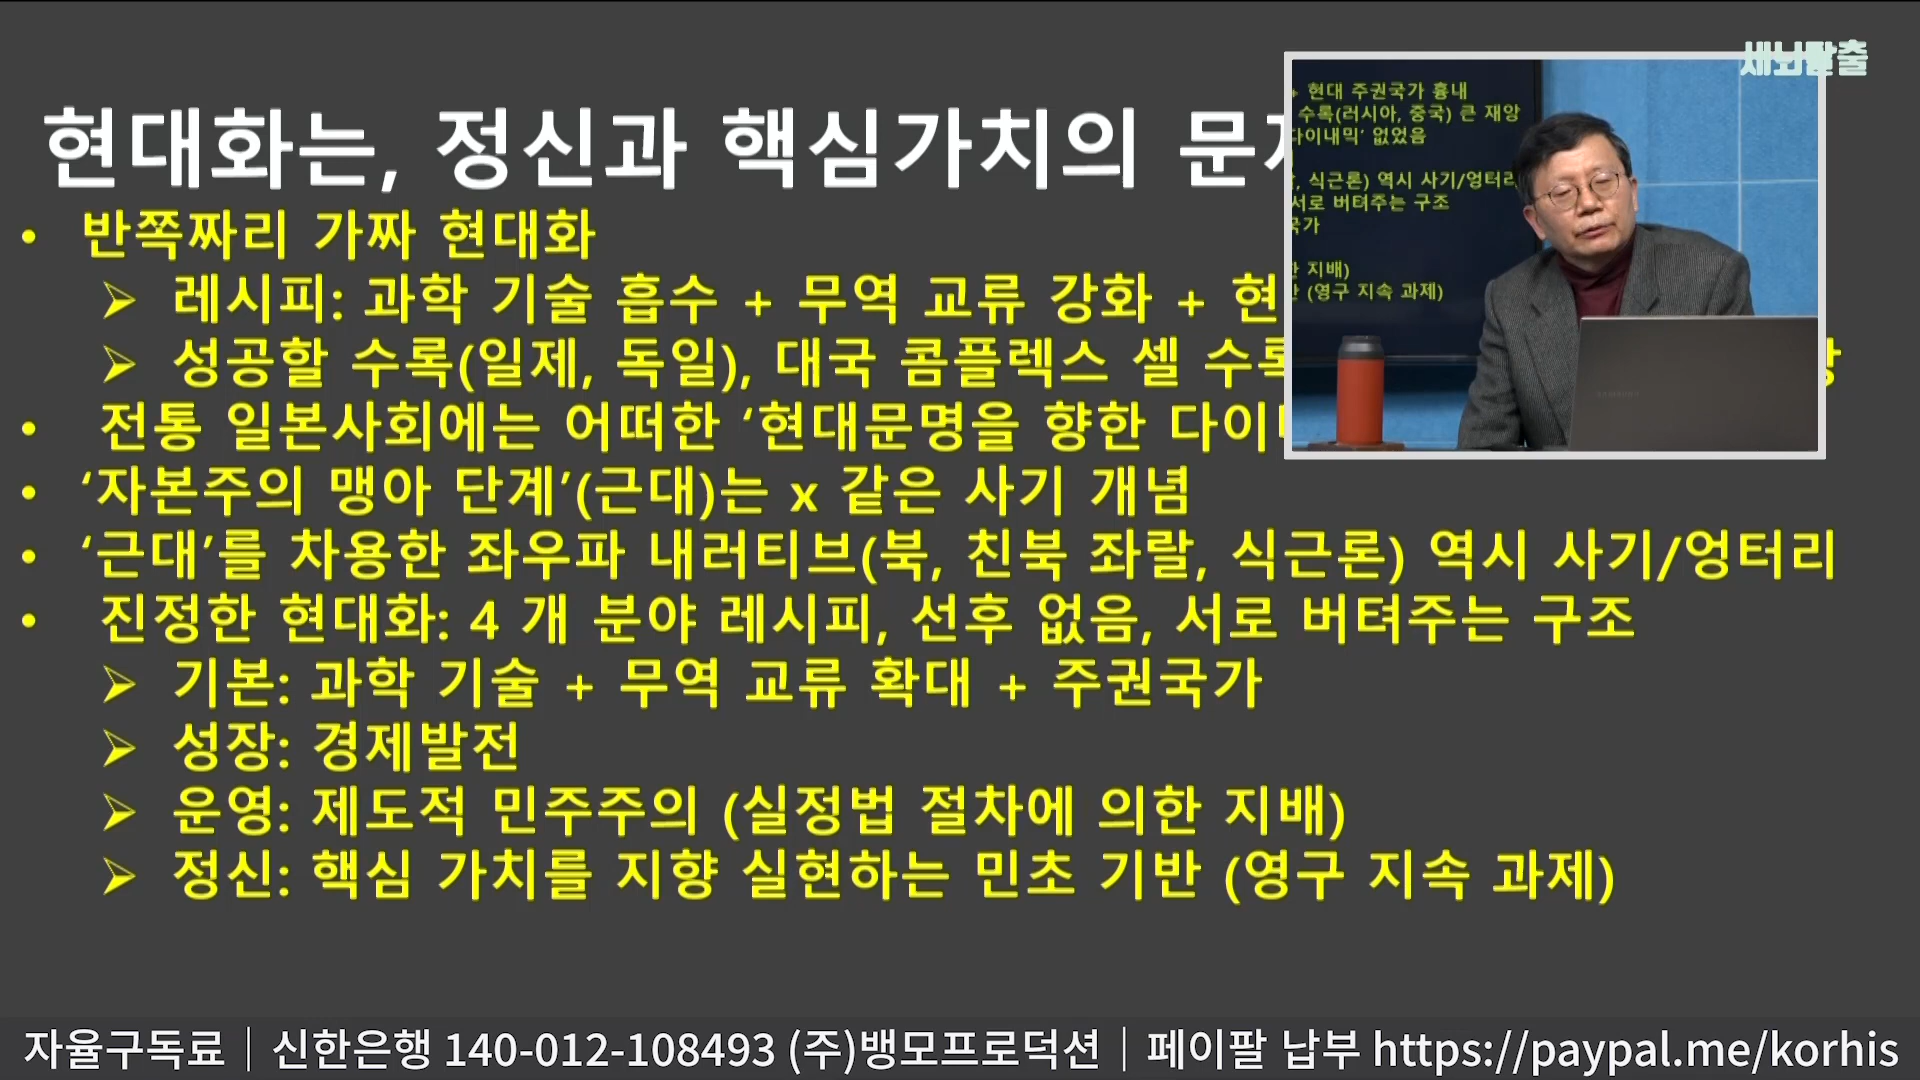 세뇌탈출
현대화는, 정신과 핵심가치의
• 반쪽짜리 가짜 현대화
➢ 레시피: 과학 기술 흡수 + 무역 교류 강화 + 현
➢ 성공할 수록(일제, 독일), 대국 콤플렉스 셀 수록
• 전통 일본사회에는 어떠한 ‘현대문명을 향한
• ‘자본주의 맹아 단계’(근대)는 x 같은 사기 개념
• ‘근대’를 차용한 좌우파 내러티브(북, 친북 좌랄, 식근론) 역시 사기/엉터리
• 진정한 현대화: 4 개 분야 레시피, 선후 없음, 서로 버텨주는 구조
➢ 기본: 과학 기술 + 무역 교류 확대 + 주권국가
➢ 성장: 경제발전
➢ 운영: 제도적 민주주의 (실정법 절차에 의한 지배)
➢ 정신: 핵심 가치를 지향 실현하는 민초 기반 (영구 지속 과제)
+ 현대 주권국가 흉내
수록(러시아, 중국) 큰 재앙
다이내믹’ 없었음
, 식근론) 역시 사기/엉터리
서로 버텨주는 구조
국가
지배)
(영구 지속 과제)
SAMSUNG
자율구독료│신한은행 140-012-108493 (주)뱅모프로덕션│페이팔 납부 https://paypal.me/korhis